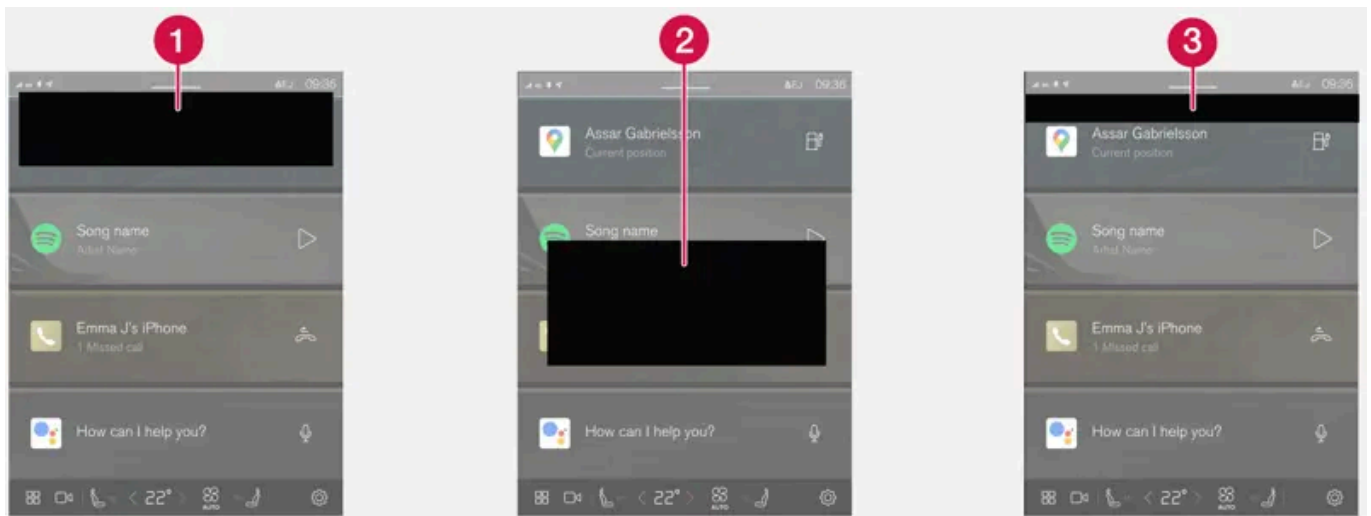 1
2
3
09:36
Song name
Artist Name
Emma J's iPhone
1 Missed call
How can I help you?
22°
AUTO
09:36
Assar Gabrielsson
Current position
Song name
How can I help you?
22°
AUTO
09:36
Assar Gabrielsson
Current position
Song name
Artist Name
Emma J's iPhone
1 Missed call
How can I help you?
22°
AUTO